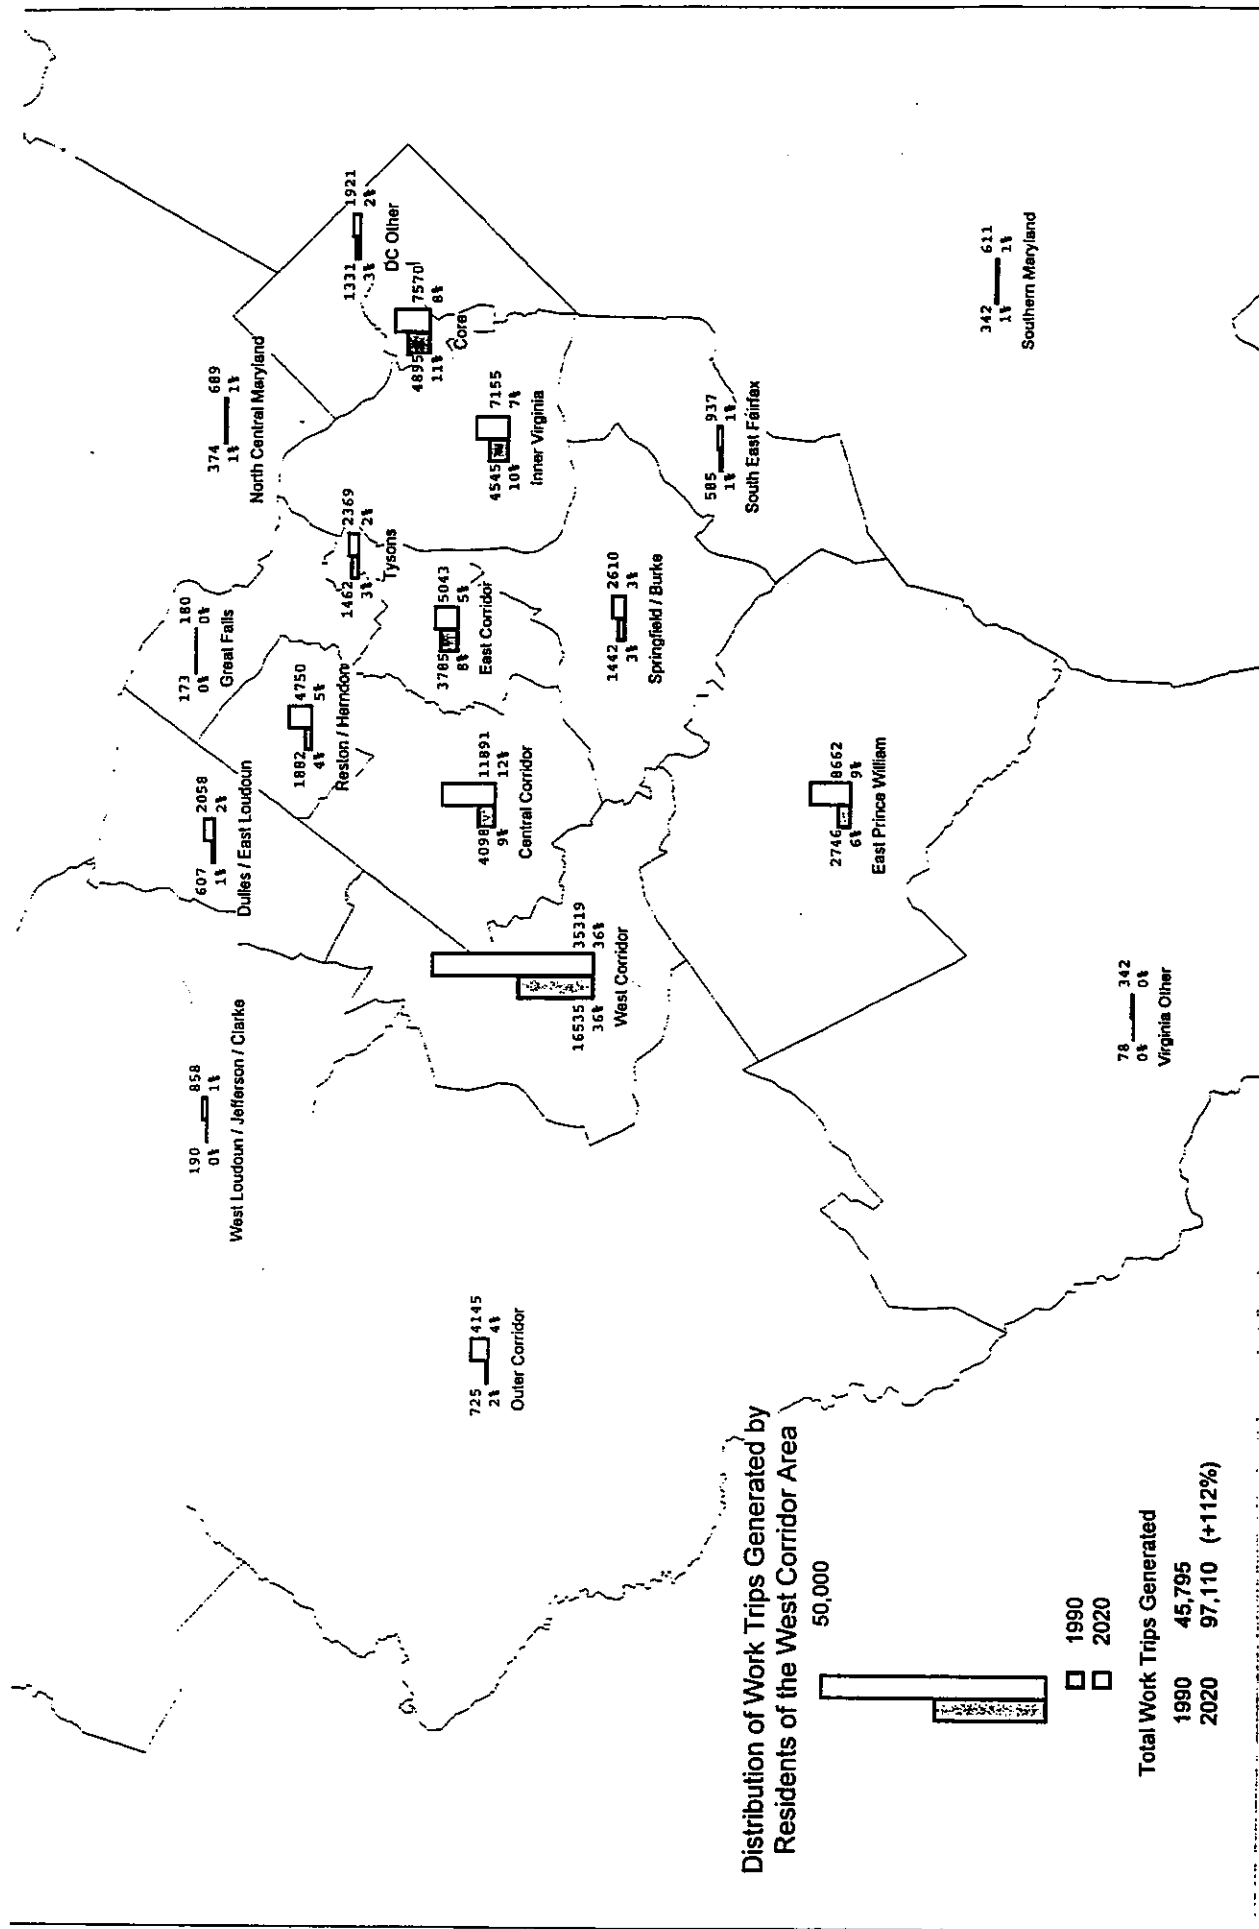 374 689
1% 1%
North Central Maryland
1331 1921
3% 2%
DC Other
4895 7570
11% 8%
Core
173 180
0% 0%
Great Falls
1462 2369
3% 2%
Tysons
4545 7155
10% 7%
Inner Virginia
607 2058
1% 2%
Dulles / East Loudoun
1882 4750
4% 5%
Reston / Herndon
3785 5043
8% 5%
East Corridor
190 858
0% 1%
West Loudoun / Jefferson / Clarke
4098 11891
9% 12%
Central Corridor
1442 2610
3% 3%
Springfield / Burke
585 937
1% 1%
South East Fairfax
342 611
1% 1%
Southern Maryland
16535 35319
36% 36%
West Corridor
2746 8662
6% 9%
East Prince William
725 4145
2% 4%
Outer Corridor
78 342
0% 0%
Virginia Other
Distribution of Work Trips Generated by
Residents of the West Corridor Area
50,000
1990
2020
Total Work Trips Generated
1990 45,795
2020 97,110 (+112%)